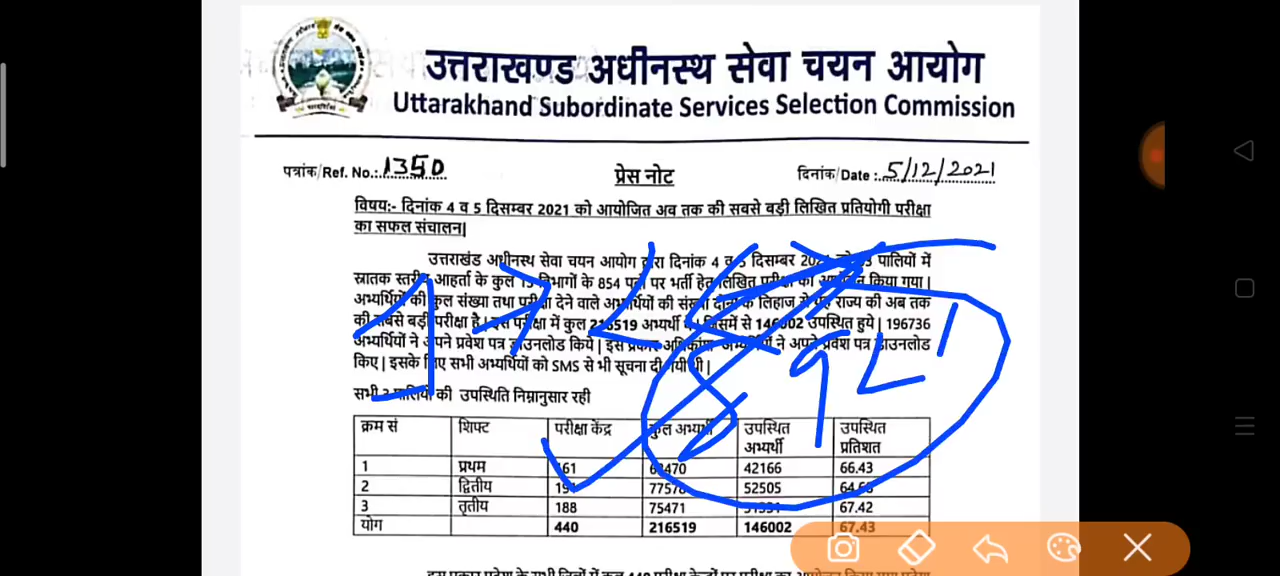 उत्तराखण्ड अधीनस्थ सेवा चयन आयोग
Uttarakhand Subordinate Services Selection Commission
पत्रांक/Ref. No.:.1350 प्रेस नोट दिनांक/Date :.5/12/2021
विषय:- दिनांक 4 व 5 दिसम्बर 2021 को आयोजित अब तक की सबसे बड़ी लिखित प्रतियोगी परीक्षा
का सफल संचालन|
उत्तराखंड अधीनस्थ सेवा चयन आयोग द्वारा दिनांक 4 व 5 दिसम्बर पालियों में
स्नातक स्तरीय आहर्ता के कुल विभागों के 854 पदों पर भर्ती हेतु लिखित परीक्षा का आयोजन किया गया|
अभ्यर्थियों की कुल संख्या तथा परीक्षा देने वाले अभ्यर्थियों की संख्या दोनों के लिहाज से यह राज्य की अब तक
की सबसे बड़ी परीक्षा है| इस परीक्षा में कुल 216519 अभ्यर्थी थे जिसमें से 146002 उपस्थित हुये | 196736
अभ्यर्थियों ने अपने प्रवेश पत्र डाउनलोड किये| इस प्रकार अधिकांश अभ्यर्थियों ने अपने प्रवेश पत्र डाउनलोड
किए| इसके लिए सभी अभ्यर्थियों को SMS से भी सूचना दी गयी थी|
सभी 3 पालियों की उपस्थिति निम्नानुसार रही
क्रम सं शिफ्ट परीक्षा केंद्र कुल अभ्यर्थी उपस्थित अभ्यर्थी उपस्थित प्रतिशत
1 प्रथम 161 42166 66.43
2 द्वितीय 52505
3 तृतीय 188 75471 67.42
योग 440 216519 146002 67.43